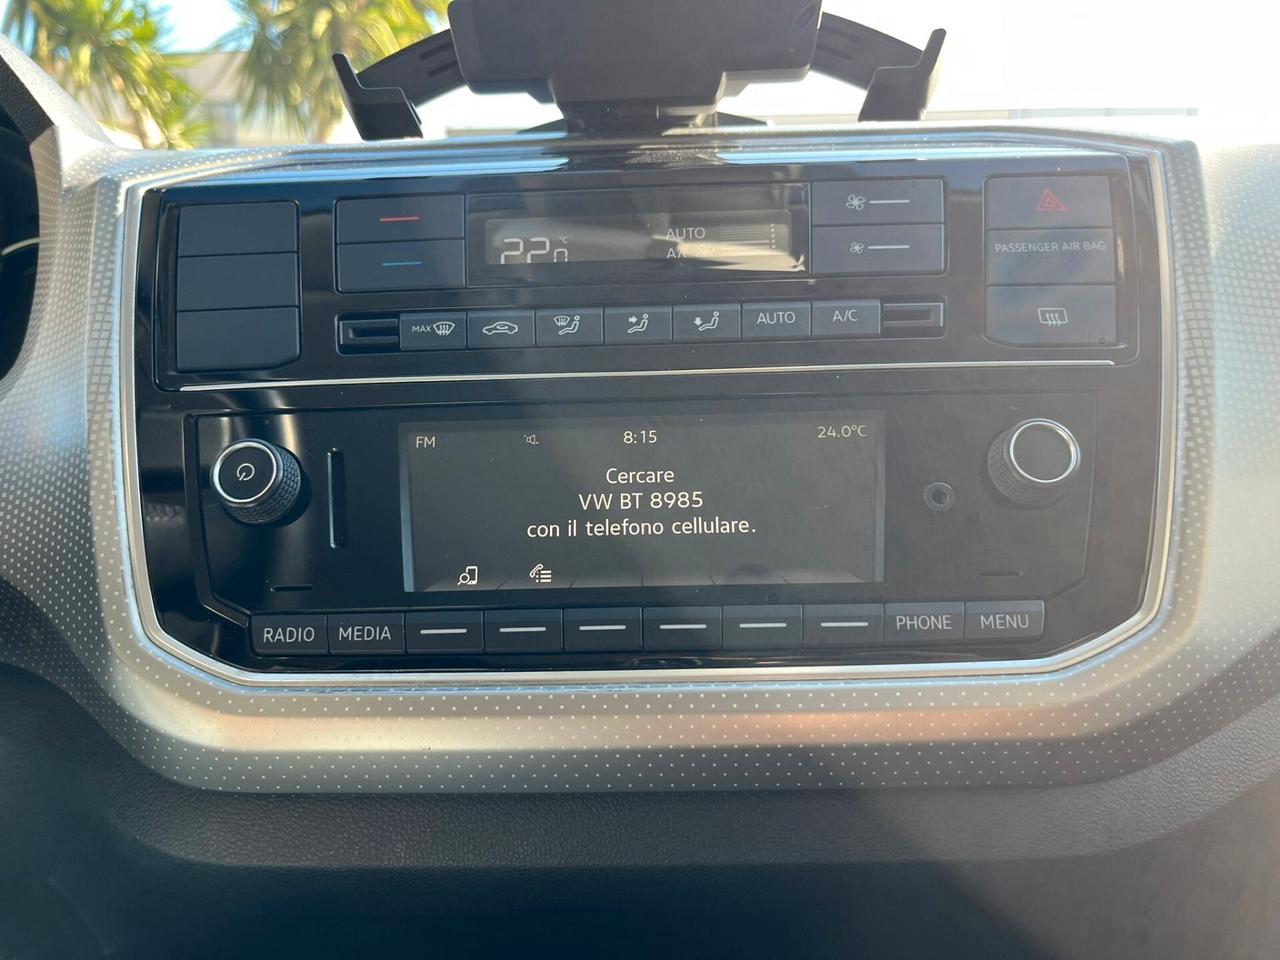 22.0 °C
AUTO
PASSENGER AIR BAG
MAX
AUTO
A/C
FM
8:15
24.0°C
Cercare
VW BT 8985
con il telefono cellulare.
RADIO
MEDIA
PHONE
MENU